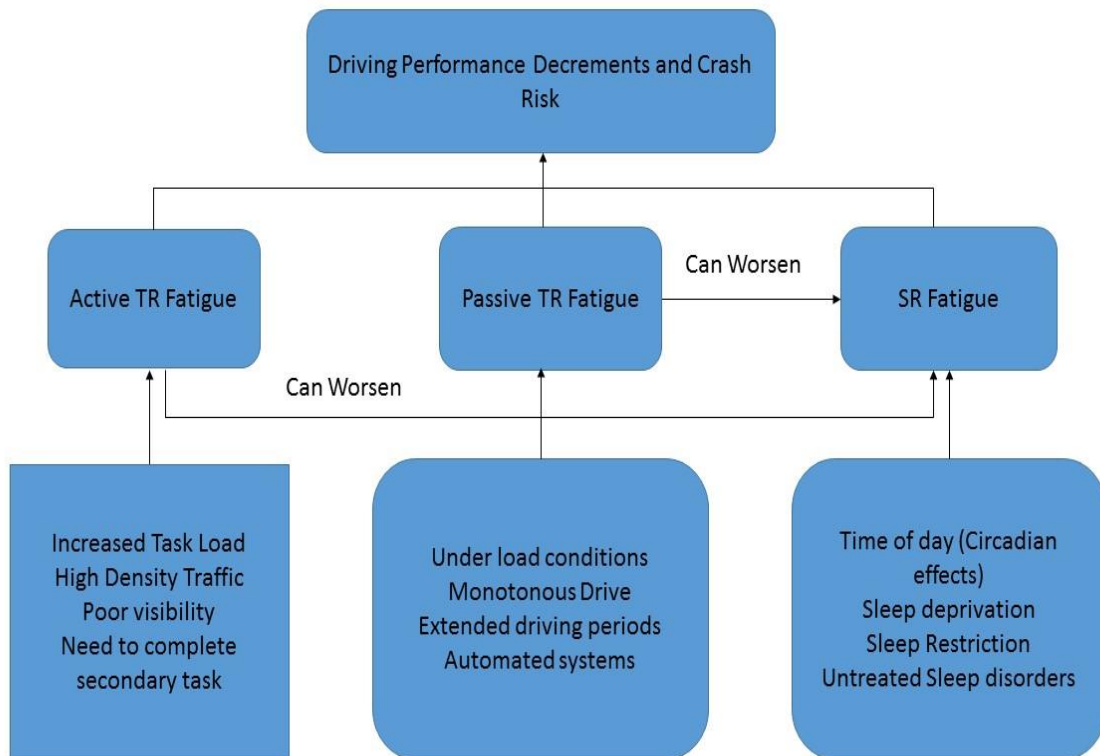 Driving Performance Decrements and Crash
Risk
Active TR Fatigue
Passive TR Fatigue
Can Worsen
SR Fatigue
Can Worsen
Increased Task Load
High Density Traffic
Poor visibility
Need to complete
secondary task
Under load conditions
Monotonous Drive
Extended driving periods
Automated systems
Time of day (Circadian
effects)
Sleep deprivation
Sleep Restriction
Untreated Sleep disorders